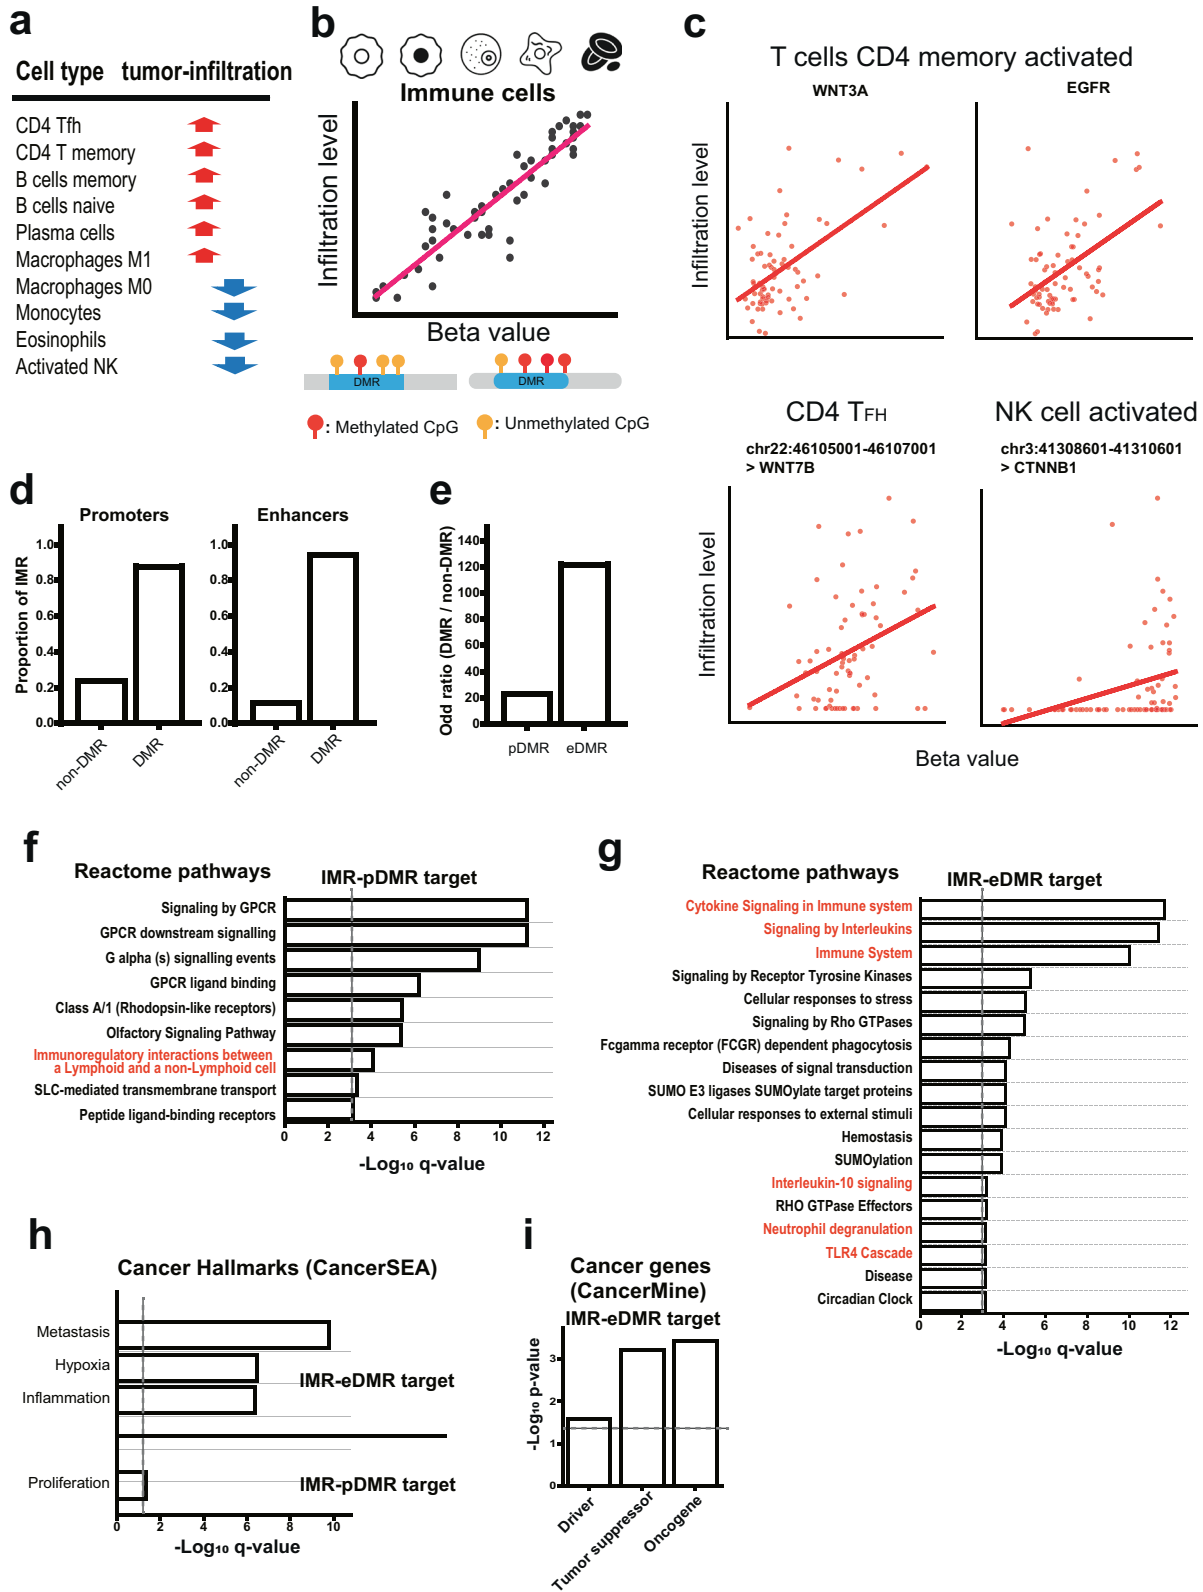 a
Cell type tumor-infiltration
CD4 Tfh
CD4 T memory
B cells memory
B cells naive
Plasma cells
Macrophages M1
Macrophages M0
Monocytes
Eosinophils
Activated NK
b
Immune cells
Infiltration level
Beta value
DMR
DMR
: Methylated CpG
: Unmethylated CpG
c
T cells CD4 memory activated
WNT3A
EGFR
Infiltration level
CD4 TFH
NK cell activated
chr22:46105001-46107001
> WNT7B
chr3:41308601-41310601
> CTNNB1
Infiltration level
Beta value
d
Promoters
Enhancers
Proportion of IMR
1.0
0.8
0.6
0.4
0.2
0.0
non-DMR
DMR
1.0
0.8
0.6
0.4
0.2
0.0
non-DMR
DMR
e
Odd ratio (DMR / non-DMR)
140
120
100
80
60
40
20
0
pDMR
eDMR
f
Reactome pathways
IMR-pDMR target
Signaling by GPCR
GPCR downstream signalling
G alpha (s) signalling events
GPCR ligand binding
Class A/1 (Rhodopsin-like receptors)
Olfactory Signaling Pathway
Immunoregulatory interactions between
a Lymphoid and a non-Lymphoid cell
SLC-mediated transmembrane transport
Peptide ligand-binding receptors
0 2 4 6 8 10 12
-Log₁₀ q-value
g
Reactome pathways
IMR-eDMR target
Cytokine Signaling in Immune system
Signaling by Interleukins
Immune System
Signaling by Receptor Tyrosine Kinases
Cellular responses to stress
Signaling by Rho GTPases
Fcgamma receptor (FCGR) dependent phagocytosis
Diseases of signal transduction
SUMO E3 ligases SUMOylate target proteins
Cellular responses to external stimuli
Hemostasis
SUMOylation
Interleukin-10 signaling
RHO GTPase Effectors
Neutrophil degranulation
TLR4 Cascade
Disease
Circadian Clock
0 2 4 6 8 10 12
-Log₁₀ q-value
h
Cancer Hallmarks (CancerSEA)
Metastasis
Hypoxia
Inflammation
IMR-eDMR target
Proliferation
IMR-pDMR target
0 2 4 6 8 10
-Log₁₀ q-value
i
Cancer genes
(CancerMine)
IMR-eDMR target
-Log₁₀ p-value
3
2
1
0
Driver
Tumor suppressor
Oncogene